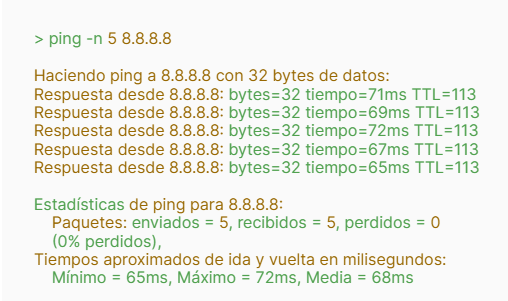 > ping -n 5 8.8.8.8
Haciendo ping a 8.8.8.8 con 32 bytes de datos:
Respuesta desde 8.8.8.8: bytes=32 tiempo=71ms TTL=113
Respuesta desde 8.8.8.8: bytes=32 tiempo=69ms TTL=113
Respuesta desde 8.8.8.8: bytes=32 tiempo=72ms TTL=113
Respuesta desde 8.8.8.8: bytes=32 tiempo=67ms TTL=113
Respuesta desde 8.8.8.8: bytes=32 tiempo=65ms TTL=113
Estadísticas de ping para 8.8.8.8:
Paquetes: enviados = 5, recibidos = 5, perdidos = 0
(0% perdidos),
Tiempos aproximados de ida y vuelta en milisegundos:
Mínimo = 65ms, Máximo = 72ms, Media = 68ms